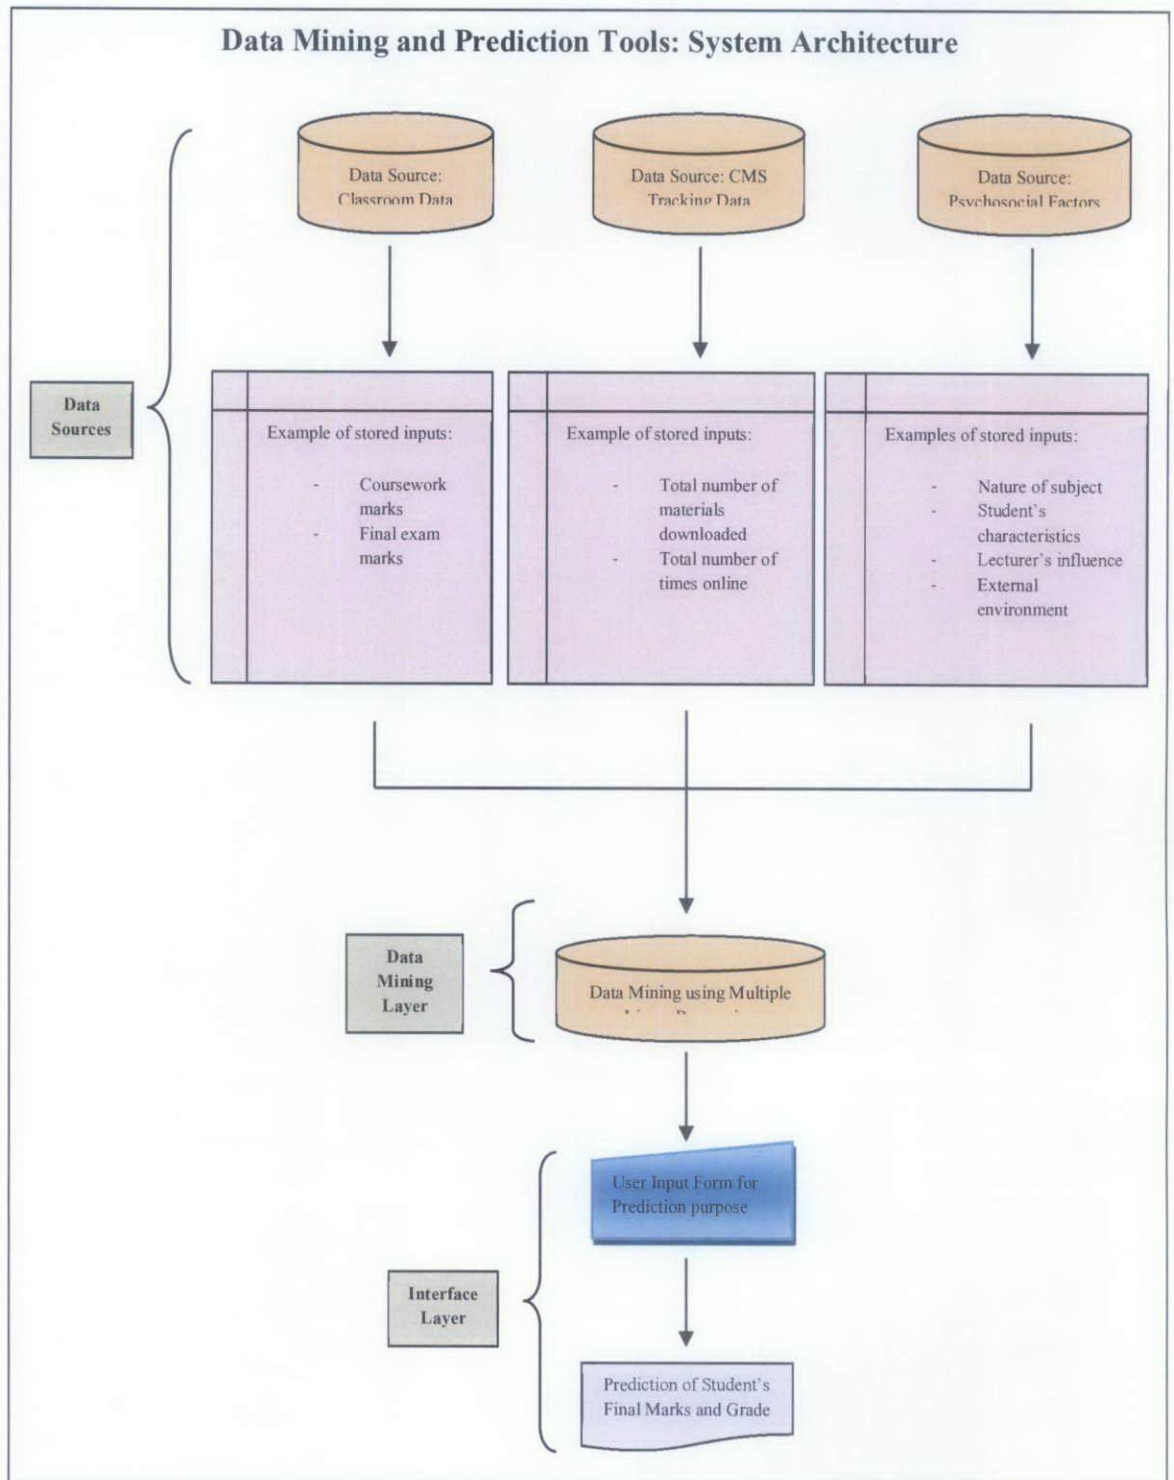 Data Mining and Prediction Tools: System Architecture
Data Source:
Classroom Data
Data Source: CMS
Tracking Data
Data Source:
Psychosocial Factors
Data
Sources
Example of stored inputs:
- Coursework
marks
- Final exam
marks
Example of stored inputs:
- Total number of
materials
downloaded
- Total number of
times online
Examples of stored inputs:
- Nature of subject
- Student's
characteristics
- Lecturer's influence
- External
environment
Data
Mining
Layer
Data Mining using Multiple
User Input Form for
Prediction purpose
Interface
Layer
Prediction of Student's
Final Marks and Grade